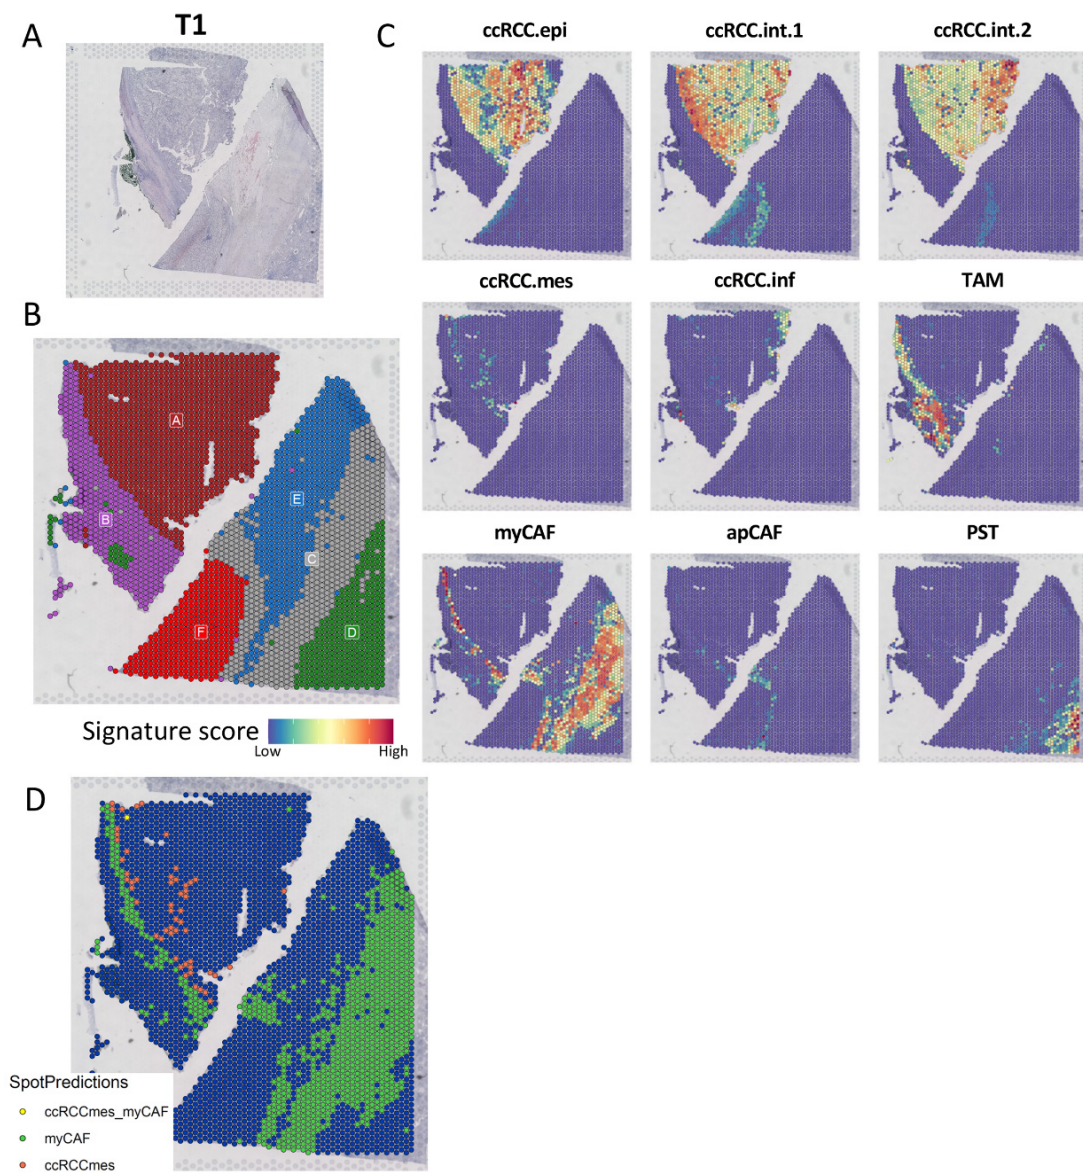 A
T1
C
ccRCC.epi
ccRCC.int.1
ccRCC.int.2
B
A
B
E
C
D
F
Signature score
Low
High
ccRCC.mes
ccRCC.inf
TAM
myCAF
apCAF
PST
D
SpotPredictions
ccRCCmes_myCAF
myCAF
ccRCCmes